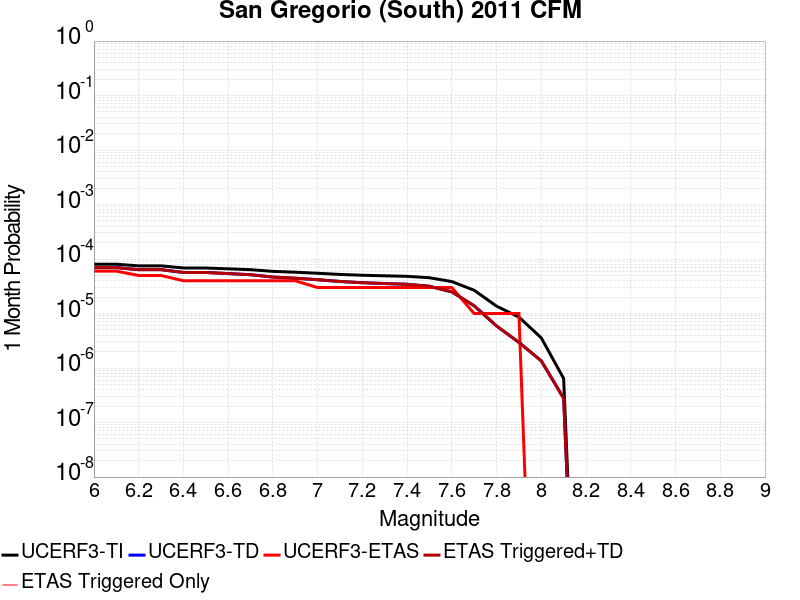 San Gregorio (South) 2011 CFM
10^0
10^-1
10^-2
10^-3
10^-4
10^-5
10^-6
10^-7
10^-8
1 Month Probability
6 6.2 6.4 6.6 6.8 7 7.2 7.4 7.6 7.8 8 8.2 8.4 8.6 8.8 9
Magnitude
UCERF3-TI UCERF3-TD UCERF3-ETAS ETAS Triggered+TD
ETAS Triggered Only